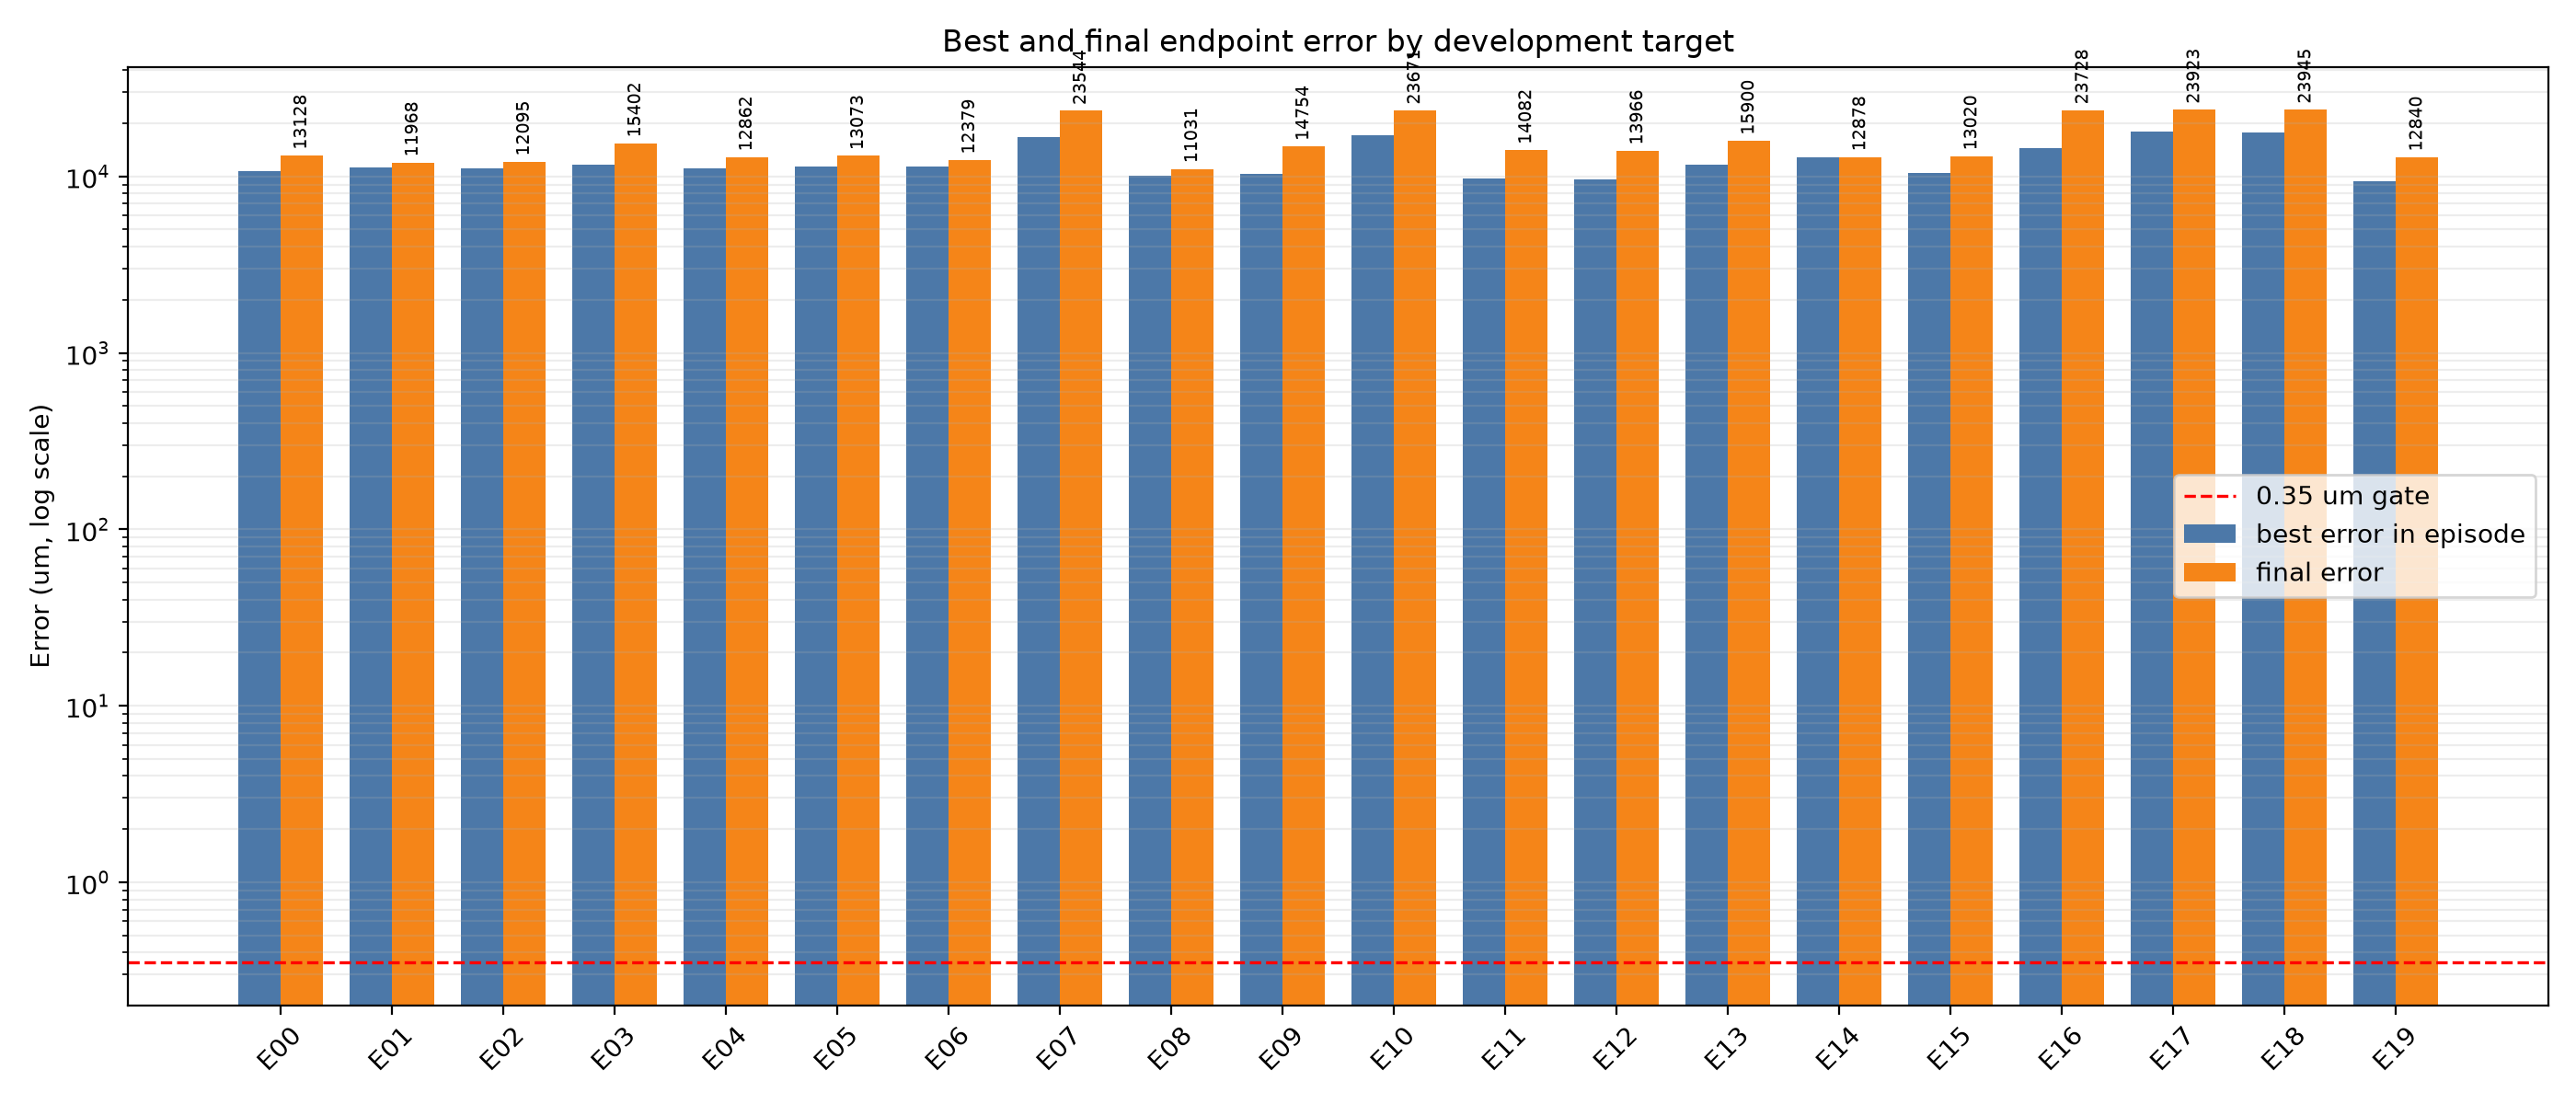 Best and final endpoint error by development target
13128
11968
12095
15402
12862
13073
12379
23544
11031
14754
23671
14082
13966
15900
12878
13020
23728
23923
23945
12840
Error (um, log scale)
10⁴
10³
10²
10¹
10⁰
0.35 um gate
best error in episode
final error
E00
E01
E02
E03
E04
E05
E06
E07
E08
E09
E10
E11
E12
E13
E14
E15
E16
E17
E18
E19